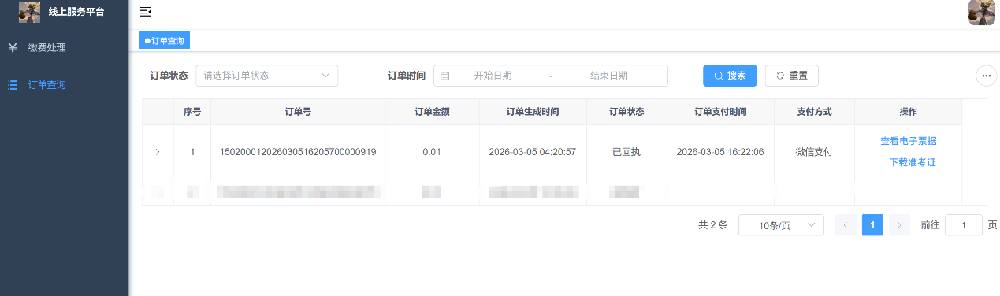 线上服务平台
缴费处理
订单查询
订单查询
订单状态 请选择订单状态 订单时间 开始日期 - 结束日期 搜索 重置
序号 订单号 订单金额 订单生成时间 订单状态 订单支付时间 支付方式 操作
1 150200012026030516205700000919 0.01 2026-03-05 04:20:57 已回执 2026-03-05 16:22:06 微信支付 查看电子票据
下载准考证
共 2 条 10条/页 1 前往 1 页